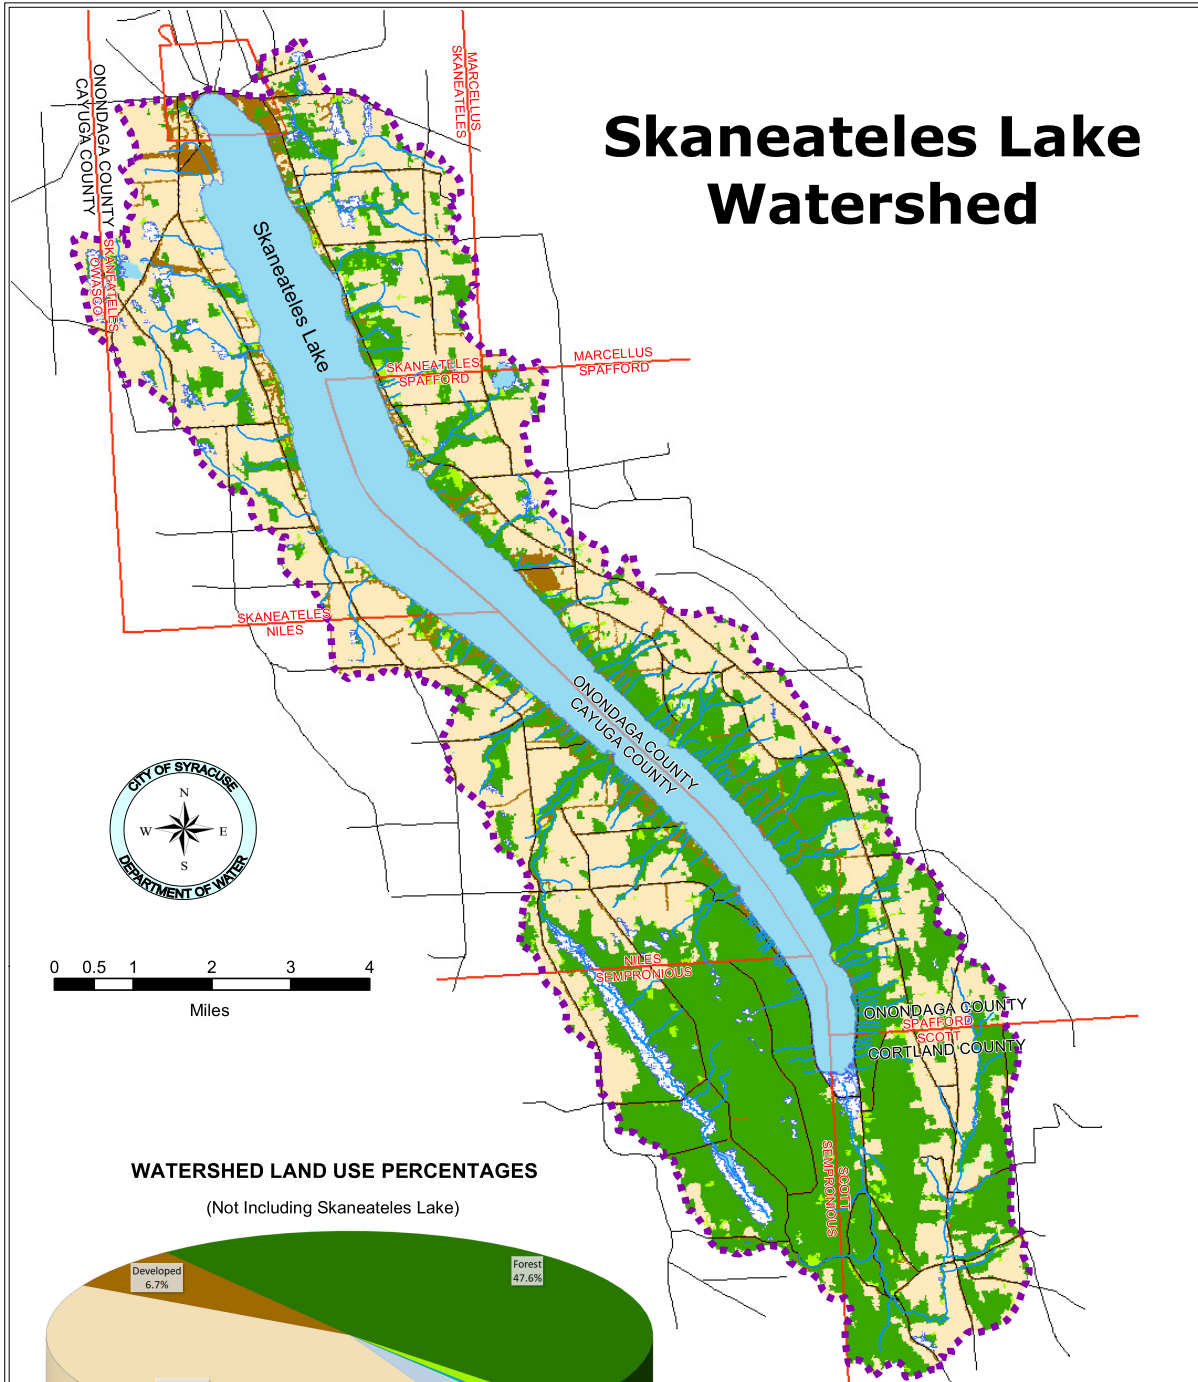 Skaneateles Lake
Watershed
ONONDAGA COUNTY
CAYUGA COUNTY
MARCELLUS
SKANEATELES
SKANEATELES
OWASCO
Skaneateles Lake
SKANEATELES
SPAFFORD
MARCELLUS
SPAFFORD
SKANEATELES
NILES
ONONDAGA COUNTY
CAYUGA COUNTY
CITY OF SYRACUSE
N
W
E
S
DEPARTMENT OF WATER
0 0.5 1 2 3 4
Miles
NILES
SEMPRONIOUS
ONONDAGA COUNTY
SPAFFORD
SCOTT
CORTLAND COUNTY
SCOTT
SEMPRONIOUS
WATERSHED LAND USE PERCENTAGES
(Not Including Skaneateles Lake)
Developed
6.7%
Forest
47.6%